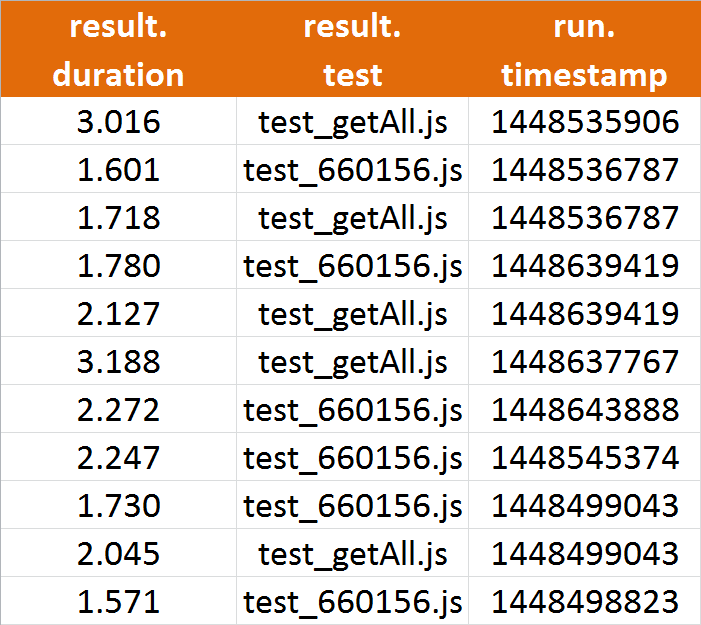 result. result. run.
duration test timestamp
3.016 test_getAll.js 1448535906
1.601 test_660156.js 1448536787
1.718 test_getAll.js 1448536787
1.780 test_660156.js 1448639419
2.127 test_getAll.js 1448639419
3.188 test_getAll.js 1448637767
2.272 test_660156.js 1448643888
2.247 test_660156.js 1448545374
1.730 test_660156.js 1448499043
2.045 test_getAll.js 1448499043
1.571 test_660156.js 1448498823